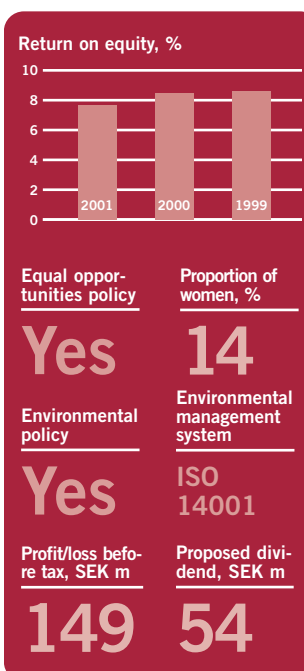 Return on equity, %
10
8
6
4
2
0
2001 2000 1999
Equal oppor-
tunities policy
Yes
Proportion of
women, %
14
Environmental
policy
Yes
Environmental
management
system
ISO
14001
Profit/loss befo-
re tax, SEK m
149
Proposed divi-
dend, SEK m
54